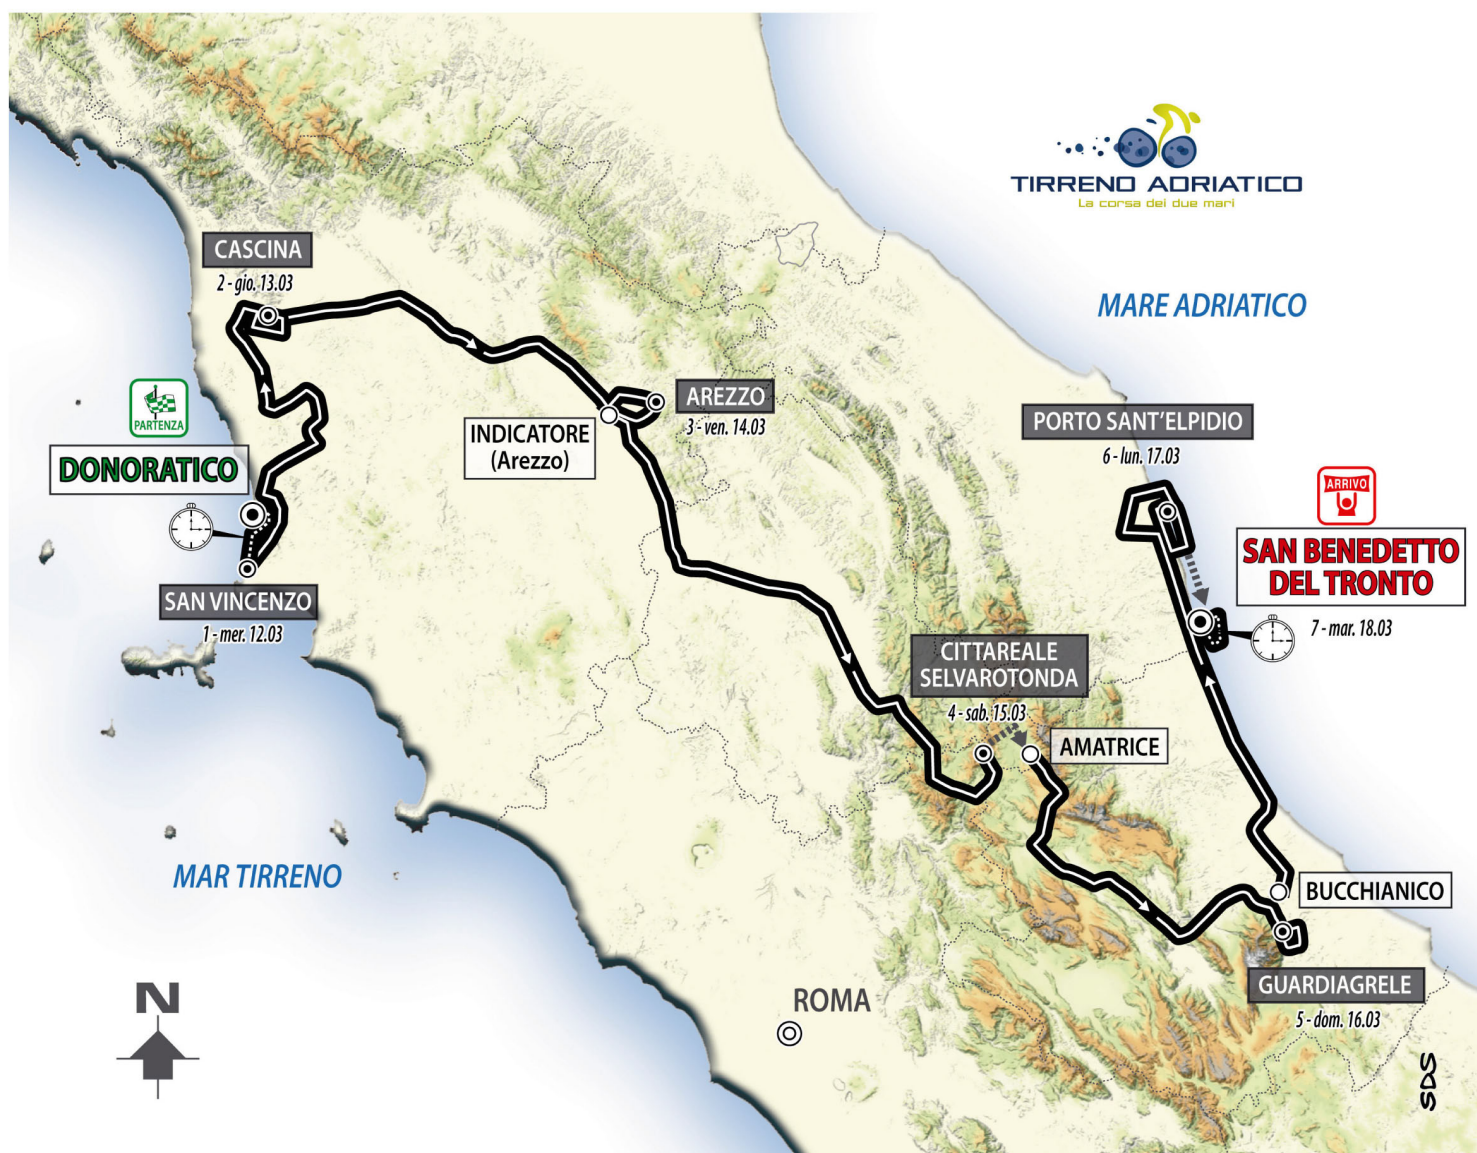 TIRRENO ADRIATICO
La corsa dei due mari
CASCINA
2 - gio. 13.03
MARE ADRIATICO
PARTENZA
DONORATICO
INDICATORE
(Arezzo)
AREZZO
3 - ven. 14.03
PORTO SANT'ELPIDIO
6 - lun. 17.03
ARRIVO
SAN BENEDETTO
DEL TRONTO
7 - mar. 18.03
SAN VINCENZO
1 - mer. 12.03
CITTAREALE
SELVAROTONDA
4 - sab. 15.03
AMATRICE
MAR TIRRENO
BUCCHIANICO
GUARDIAGRELE
5 - dom. 16.03
ROMA
N
SDS